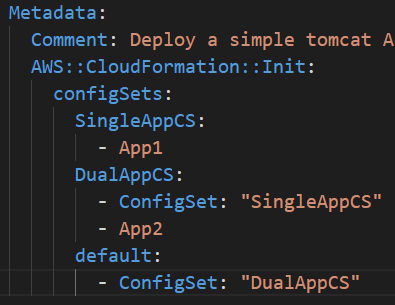 Metadata:
Comment: Deploy a simple tomcat A
AWS::CloudFormation::Init:
configSets:
SingleAppCS:
- App1
DualAppCS:
- ConfigSet: "SingleAppCS"
- App2
default:
- ConfigSet: "DualAppCS"